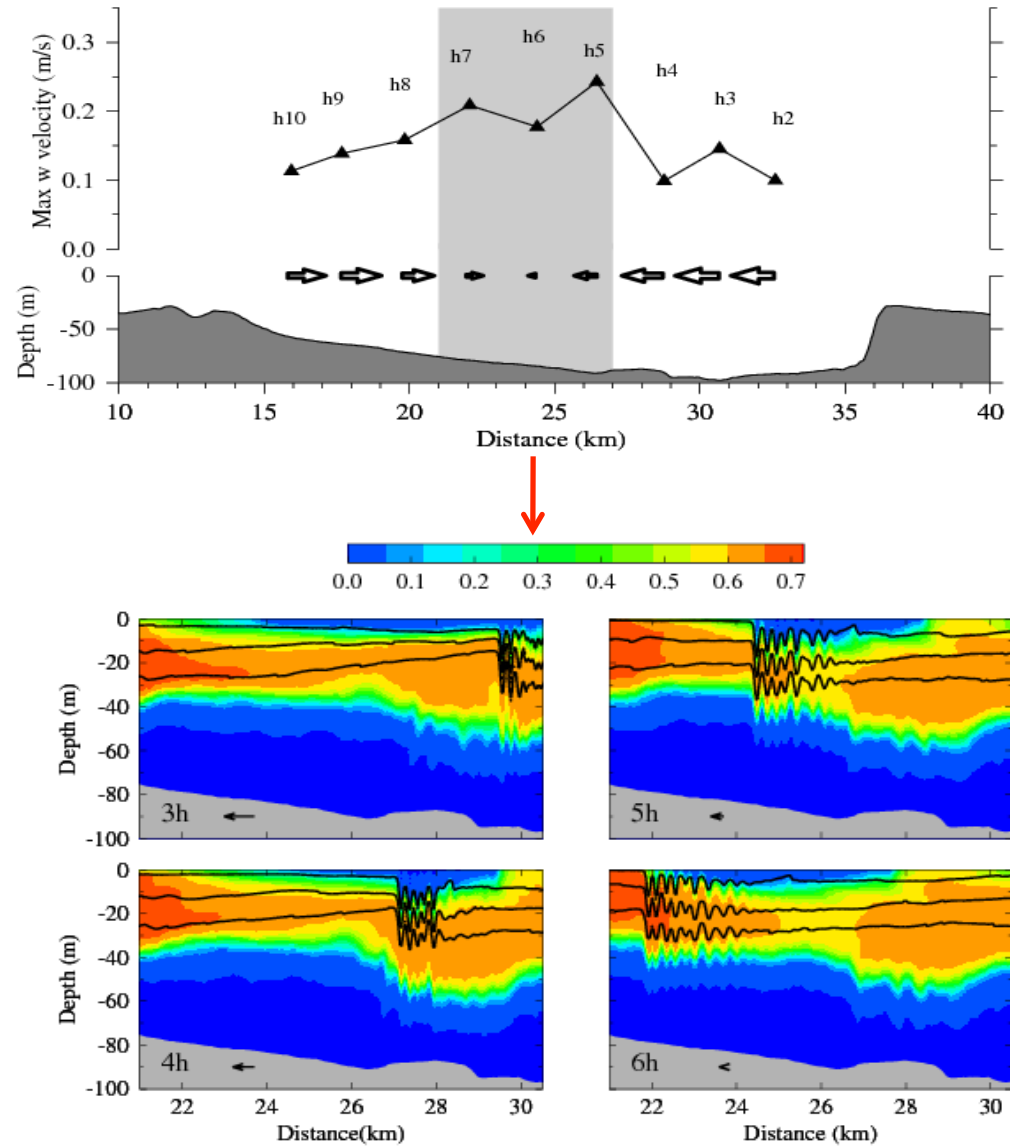 Max w velocity (m/s)
0.3
0.2
0.1
0.0
h10
h9
h8
h7
h6
h5
h4
h3
h2
Depth (m)
0
-50
-100
10 15 20 25 30 35 40
Distance (km)
0.0 0.1 0.2 0.3 0.4 0.5 0.6 0.7
Depth (m)
0
-20
-40
-60
-80
-100
3h
0
-20
-40
-60
-80
-100
Depth (m)
5h
Depth (m)
0
-20
-40
-60
-80
-100
4h
22 24 26 28 30
Distance(km)
0
-20
-40
-60
-80
-100
Depth (m)
6h
22 24 26 28 30
Distance (km)